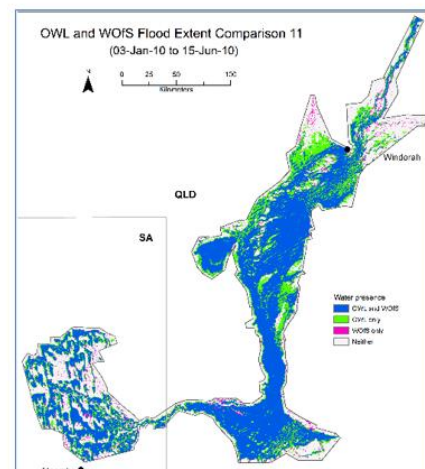 OWL and WOfS Flood Extent Comparison 11
(03-Jan-10 to 15-Jun-10)
N
0 25 50 100
Kilometers
Windorah
QLD
SA
Water presence
OWL and WOfS
OWL only
WOfS only
Neither